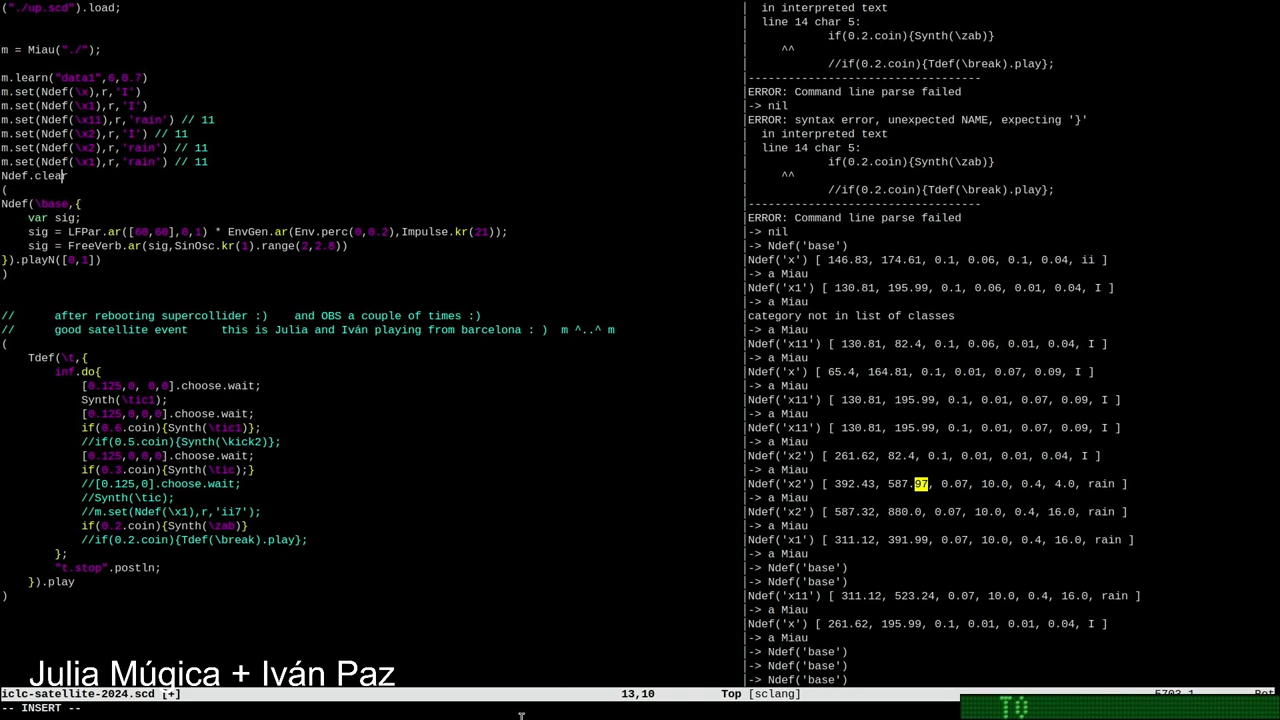 ("./up.scd").load;
m = Miau("./");
m.learn("data1",6,0.7)
m.set(Ndef(\x),r,'I')
m.set(Ndef(\x1),r,'I')
m.set(Ndef(\x11),r,'rain') // 11
m.set(Ndef(\x2),r,'I') // 11
m.set(Ndef(\x2),r,'rain') // 11
m.set(Ndef(\x1),r,'rain') // 11
Ndef.clear
(
Ndef(\base,{
var sig;
sig = LFPar.ar([60,60],0,1) * EnvGen.ar(Env.perc(0,0.2),Impulse.kr(21));
sig = FreeVerb.ar(sig,SinOsc.kr(1).range(2,2.8))
}).playN([0,1])
)
// after rebooting supercollider :) and OBS a couple of times :)
// good satellite event this is Julia and Iván playing from barcelona : ) m ^..^ m
(
Tdef(\t,{
inf.do{
[0.125,0, 0,0].choose.wait;
Synth(\tic1);
[0.125,0,0,0].choose.wait;
if(0.6.coin){Synth(\tic1)};
//if(0.5.coin){Synth(\kick2)};
[0.125,0,0,0].choose.wait;
if(0.3.coin){Synth(\tic);}
//[0.125,0].choose.wait;
//Synth(\tic);
//m.set(Ndef(\x1),r,'ii7');
if(0.2.coin){Synth(\zab)}
//if(0.2.coin){Tdef(\break).play};
};
"t.stop".postln;
}).play
)
Julia Múgica + Iván Paz
iclc-satellite-2024.scd [+] 13,10 Top
-- INSERT --
in interpreted text
line 14 char 5:
if(0.2.coin){Synth(\zab)}
^^
//if(0.2.coin){Tdef(\break).play};
-----------------------------------
ERROR: Command line parse failed
-> nil
ERROR: syntax error, unexpected NAME, expecting '}'
in interpreted text
line 14 char 5:
if(0.2.coin){Synth(\zab)}
^^
//if(0.2.coin){Tdef(\break).play};
-----------------------------------
ERROR: Command line parse failed
-> nil
-> Ndef('base')
Ndef('x') [ 146.83, 174.61, 0.1, 0.06, 0.1, 0.04, ii ]
-> a Miau
Ndef('x1') [ 130.81, 195.99, 0.1, 0.06, 0.01, 0.04, I ]
-> a Miau
category not in list of classes
-> a Miau
Ndef('x11') [ 130.81, 82.4, 0.1, 0.06, 0.01, 0.04, I ]
-> a Miau
Ndef('x') [ 65.4, 164.81, 0.1, 0.01, 0.07, 0.09, I ]
-> a Miau
Ndef('x11') [ 130.81, 195.99, 0.1, 0.01, 0.07, 0.09, I ]
-> a Miau
Ndef('x11') [ 130.81, 195.99, 0.1, 0.01, 0.07, 0.09, I ]
-> a Miau
Ndef('x2') [ 261.62, 82.4, 0.1, 0.01, 0.01, 0.04, I ]
-> a Miau
Ndef('x2') [ 392.43, 587.97, 0.07, 10.0, 0.4, 4.0, rain ]
-> a Miau
Ndef('x2') [ 587.32, 880.0, 0.07, 10.0, 0.4, 16.0, rain ]
-> a Miau
Ndef('x1') [ 311.12, 391.99, 0.07, 10.0, 0.4, 16.0, rain ]
-> a Miau
-> Ndef('base')
-> Ndef('base')
Ndef('x11') [ 311.12, 523.24, 0.07, 10.0, 0.4, 16.0, rain ]
-> a Miau
Ndef('x') [ 261.62, 195.99, 0.1, 0.01, 0.01, 0.04, I ]
-> a Miau
-> Ndef('base')
-> Ndef('base')
-> Ndef('base')
[sclang]